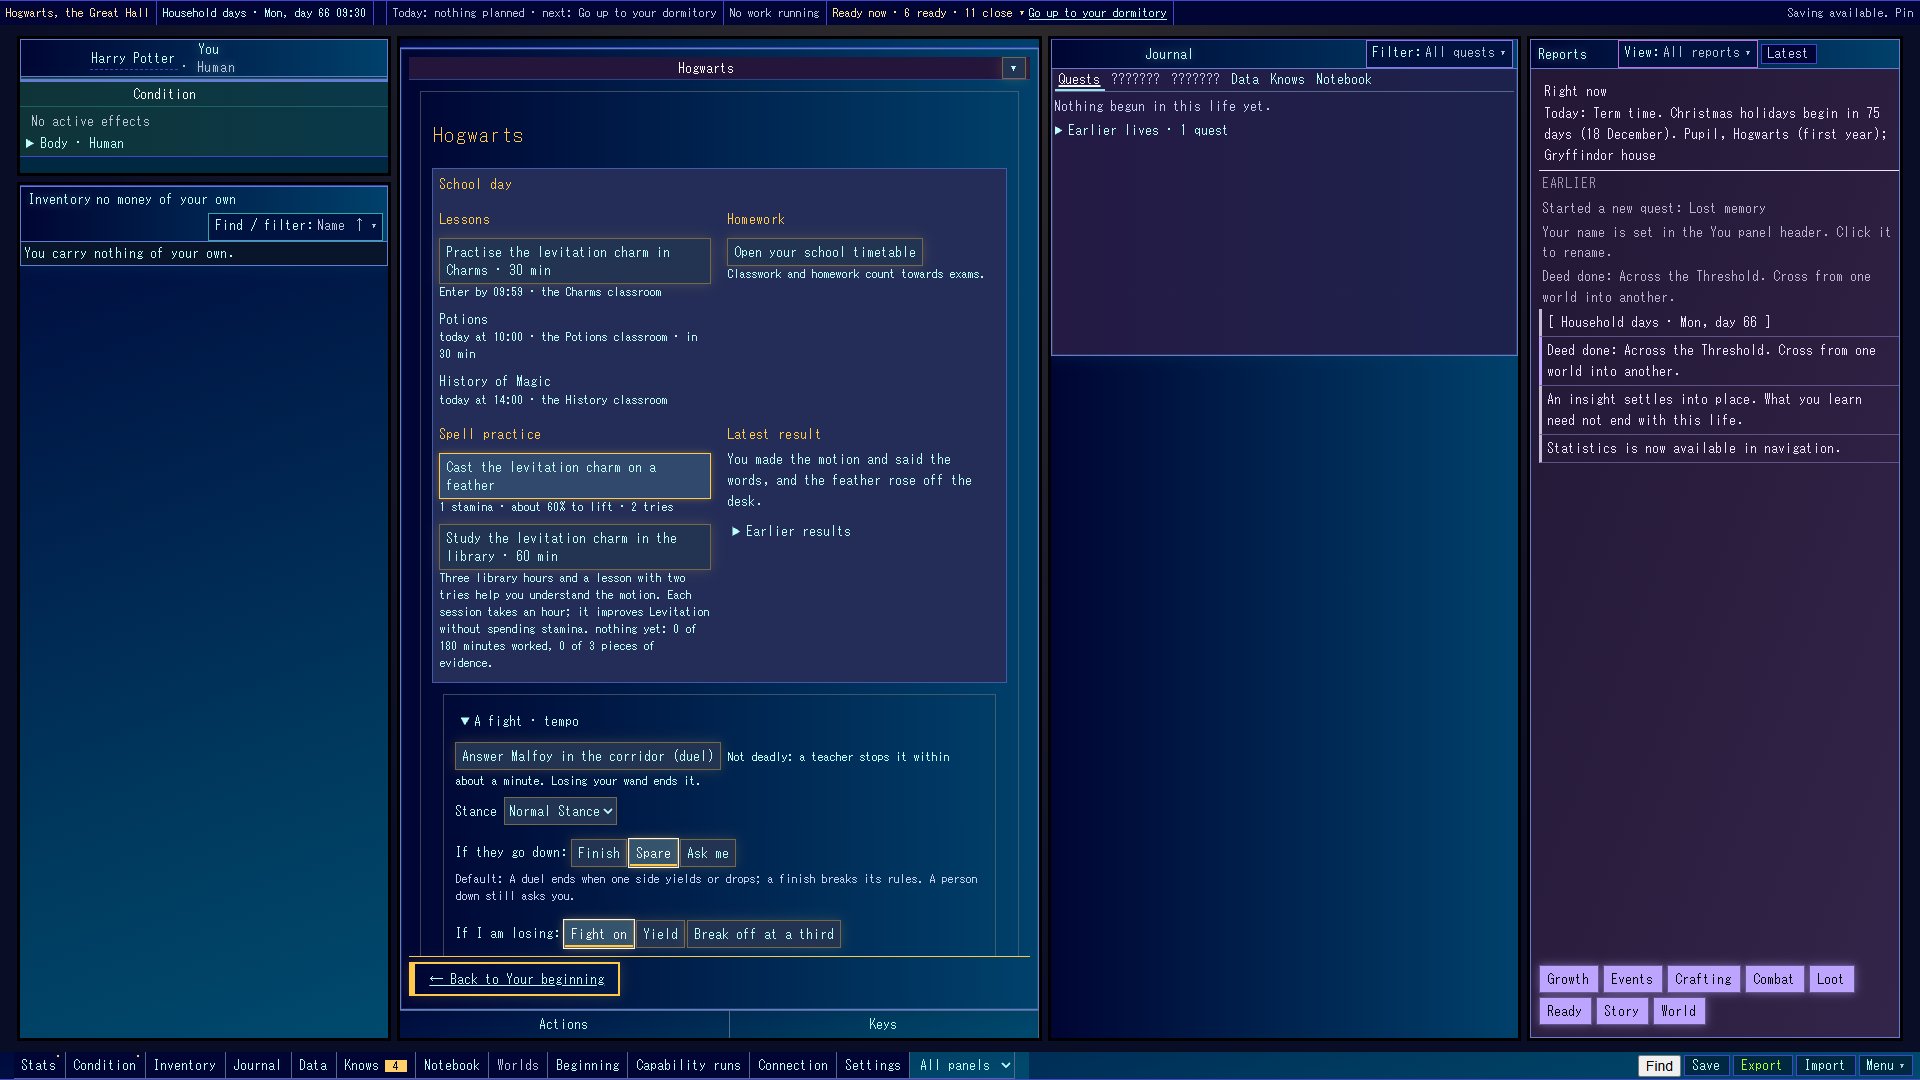 Hogwarts, the Great Hall
Household days · Mon, day 66 09:30
Today: nothing planned · next: Go up to your dormitory
No work running
Ready now · 6 ready · 11 close ▾ Go up to your dormitory
Saving available. Pin
Harry Potter · You
Human
Condition
No active effects
▶ Body · Human
Inventory no money of your own
Find / filter: Name ↑ ▾
You carry nothing of your own.
Hogwarts
▾
Hogwarts
School day
Lessons
Practise the levitation charm in
Charms · 30 min
Enter by 09:59 · the Charms classroom
Potions
today at 10:00 · the Potions classroom · in
30 min
History of Magic
today at 14:00 · the History classroom
Homework
Open your school timetable
Classwork and homework count towards exams.
Spell practice
Cast the levitation charm on a
feather
1 stamina · about 60% to lift · 2 tries
Study the levitation charm in the
library · 60 min
Three library hours and a lesson with two
tries help you understand the motion. Each
session takes an hour; it improves Levitation
without spending stamina. nothing yet: 0 of
180 minutes worked, 0 of 3 pieces of
evidence.
Latest result
You made the motion and said the
words, and the feather rose off the
desk.
▶ Earlier results
▼ A fight · tempo
Answer Malfoy in the corridor (duel) Not deadly: a teacher stops it within
about a minute. Losing your wand ends it.
Stance Normal Stance
If they go down: Finish Spare Ask me
Default: A duel ends when one side yields or drops; a finish breaks its rules. A person
down still asks you.
If I am losing: Fight on Yield Break off at a third
← Back to Your beginning
Actions
Keys
Journal
Filter: All quests ▾
Quests ??????? ??????? Data Knows Notebook
Nothing begun in this life yet.
▶ Earlier lives · 1 quest
Reports
View: All reports ▾
Latest
Right now
Today: Term time. Christmas holidays begin in 75
days (18 December). Pupil, Hogwarts (first year);
Gryffindor house
EARLIER
Started a new quest: Lost memory
Your name is set in the You panel header. Click it
to rename.
Deed done: Across the Threshold. Cross from one
world into another.
[ Household days · Mon, day 66 ]
Deed done: Across the Threshold. Cross from one
world into another.
An insight settles into place. What you learn
need not end with this life.
Statistics is now available in navigation.
Growth Events Crafting Combat Loot
Ready Story World
Stats Condition Inventory Journal Data Knows 4 Notebook Worlds Beginning Capability runs Connection Settings All panels
Find Save Export Import Menu ▾